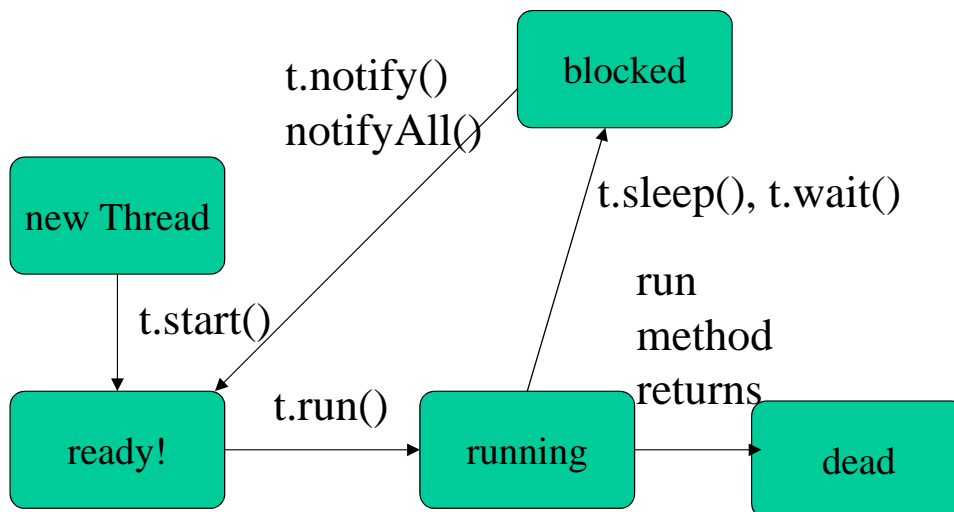 blocked
t.notify()
notifyAll()
new Thread
t.sleep(), t.wait()
t.start()
run
method
returns
ready!
t.run()
running
dead